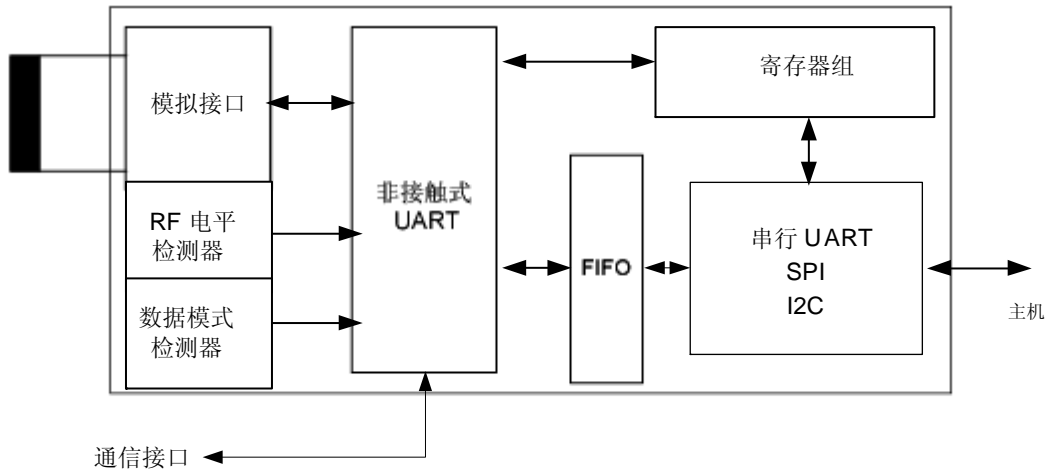 模拟接口
RF 电平
检测器
数据模式
检测器
非接触式
UART
FIFO
寄存器组
串行 UART
SPI
I2C
主机
通信接口